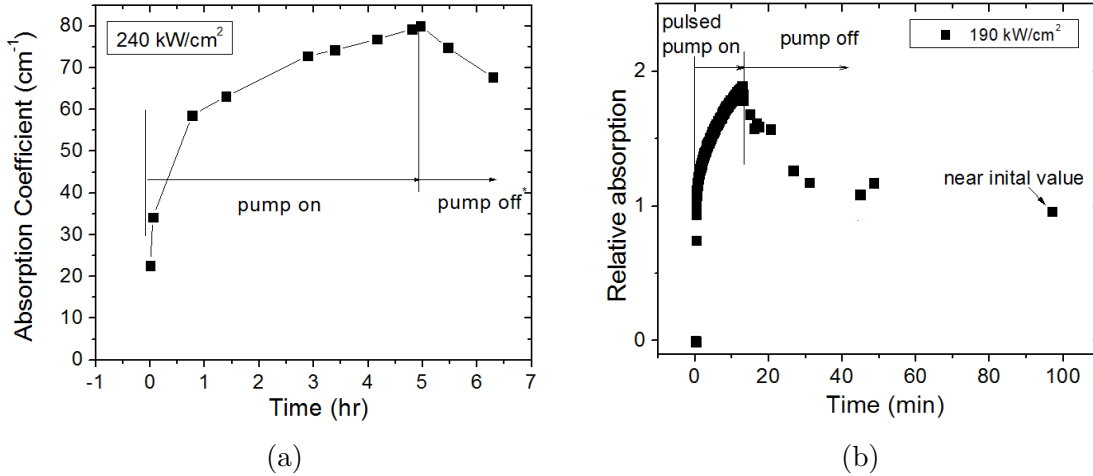 240 kW/cm²
Absorption Coefficient (cm⁻¹)
80
70
60
50
40
30
20
10
0
pump on
pump off*
-1 0 1 2 3 4 5 6 7
Time (hr)
(a)
pulsed
pump on
pump off
190 kW/cm²
Relative absorption
2
1
0
near inital value
0 20 40 60 80 100
Time (min)
(b)